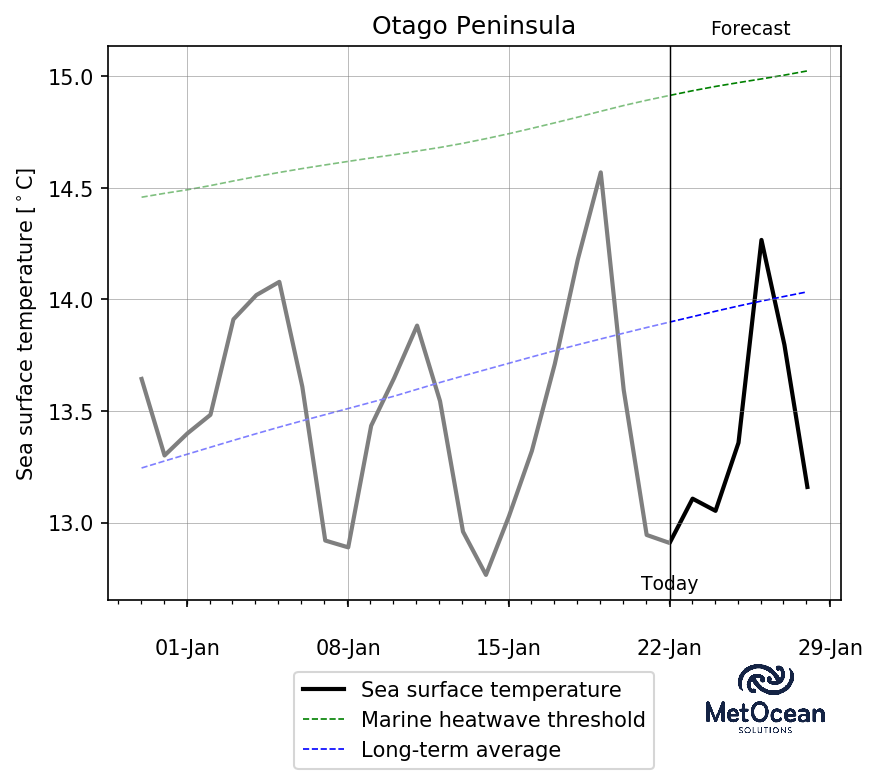 Otago Peninsula
Forecast
Sea surface temperature [°C]
15.0
14.5
14.0
13.5
13.0
Today
01-Jan
08-Jan
15-Jan
22-Jan
29-Jan
Sea surface temperature
Marine heatwave threshold
Long-term average
MetOcean
SOLUTIONS